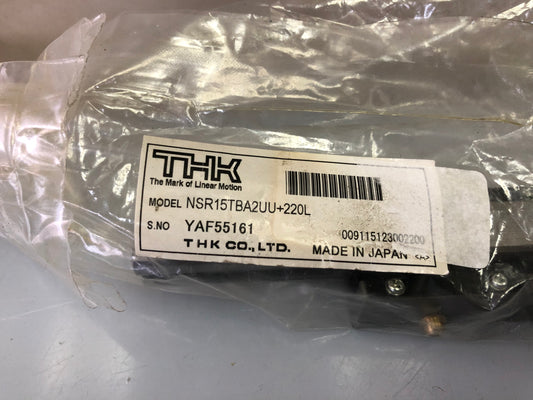 THK
The Mark of Linear Motion
MODEL NSR15TBA2UU+220L
S.NO YAF55161
009115123002200
THK CO., LTD. MADE IN JAPAN <A>